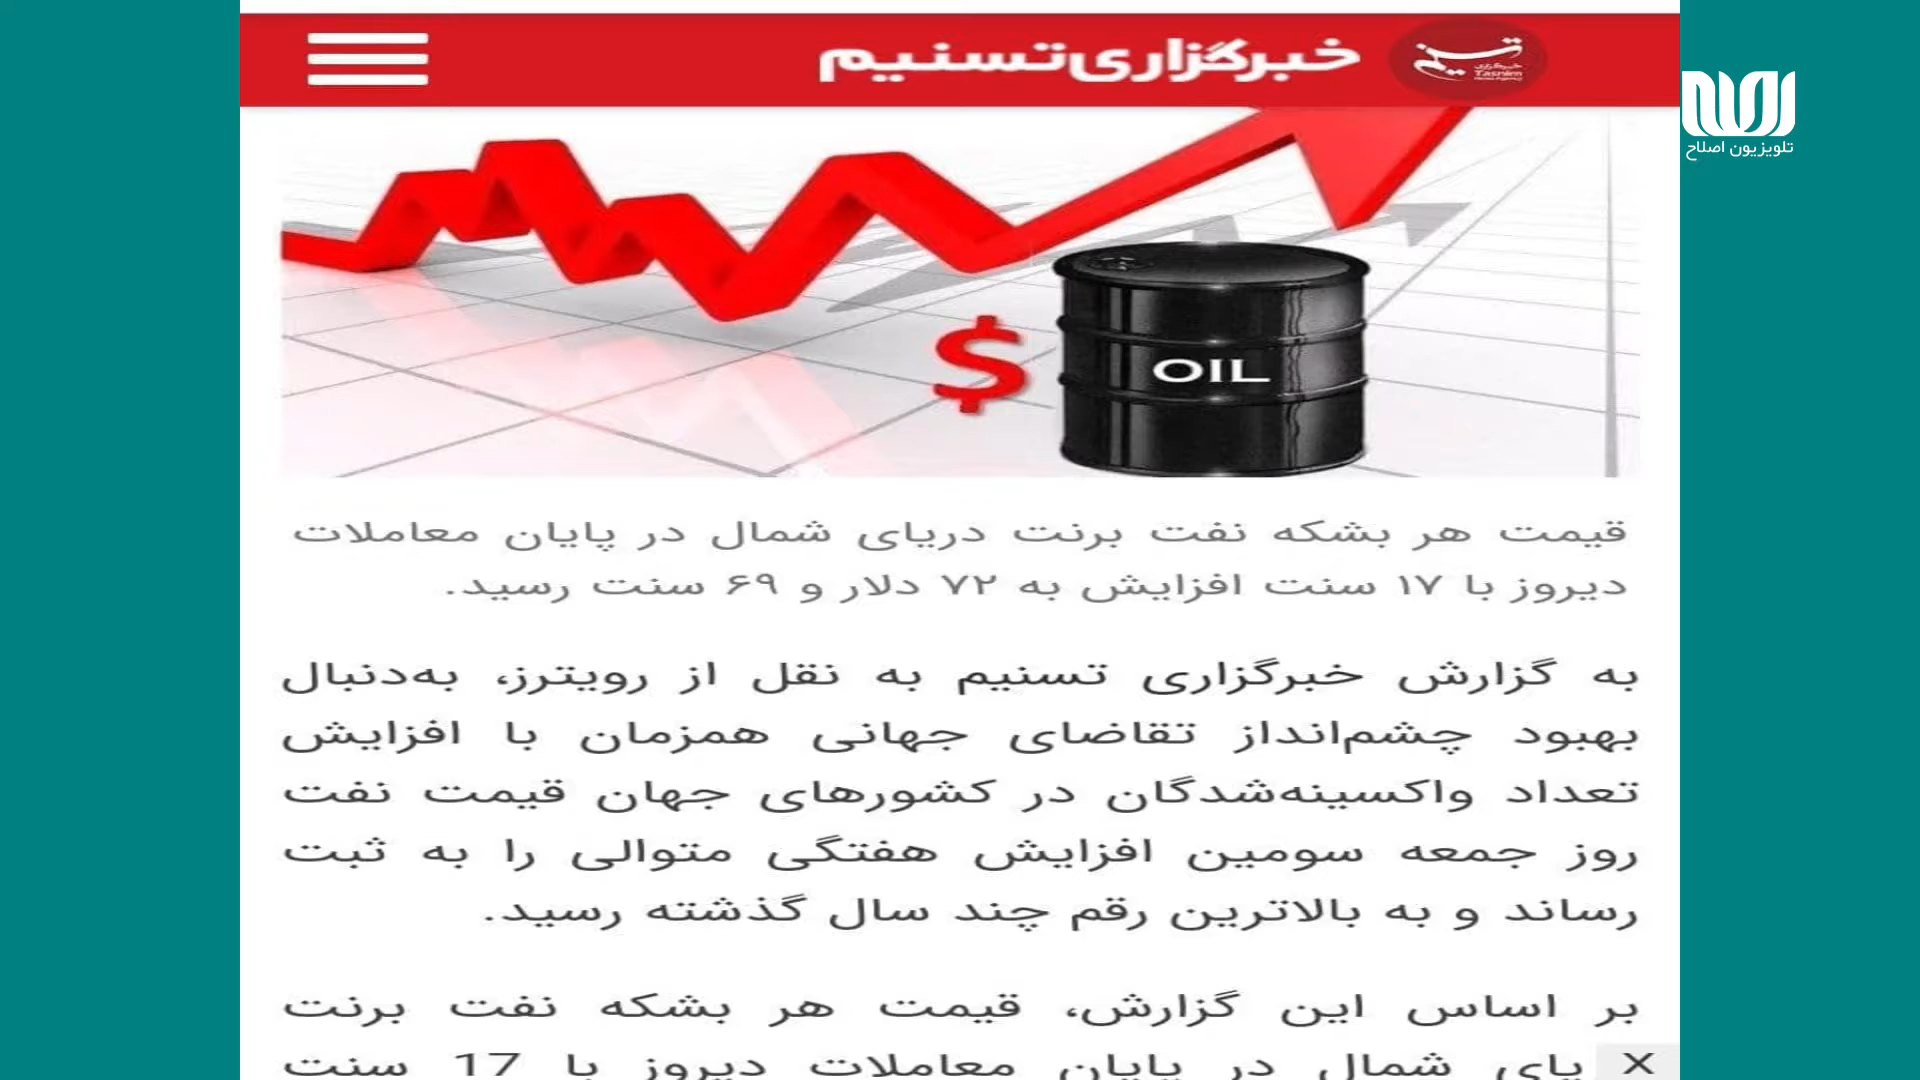 خبرگزاری تسنیم
تسنیم
خبرگزاری
Tasnim
تلویزیون اصلاح
$
OIL
قیمت هر بشکه نفت برنت دریای شمال در پایان معاملات
دیروز با ۱۷ سنت افزایش به ۷۲ دلار و ۶۹ سنت رسید.
به گزارش خبرگزاری تسنیم به نقل از رویترز، به‌دنبال
بهبود چشم‌انداز تقاضای جهانی همزمان با افزایش
تعداد واکسینه‌شدگان در کشورهای جهان قیمت نفت
روز جمعه سومین افزایش هفتگی متوالی را به ثبت
رساند و به بالاترین رقم چند سال گذشته رسید.
بر اساس این گزارش، قیمت هر بشکه نفت برنت
یای شمال در پایان معاملات دیروز با 17 سنت
X